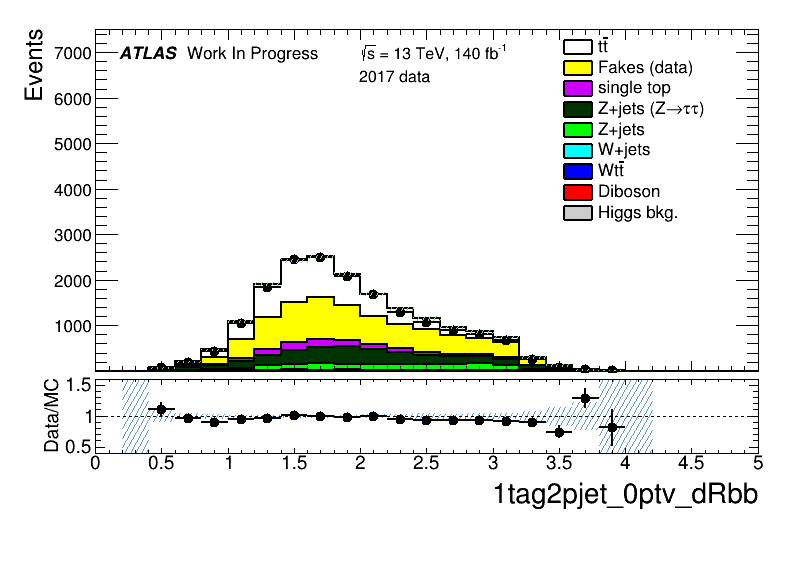 Events
7000
6000
5000
4000
3000
2000
1000
ATLAS Work In Progress
√s = 13 TeV, 140 fb⁻¹
2017 data
tt̄
Fakes (data)
single top
Z+jets (Z→ττ)
Z+jets
W+jets
Wtt̄
Diboson
Higgs bkg.
Data/MC
1.5
1
0.5
0 0.5 1 1.5 2 2.5 3 3.5 4 4.5 5
1tag2pjet_0ptv_dRbb